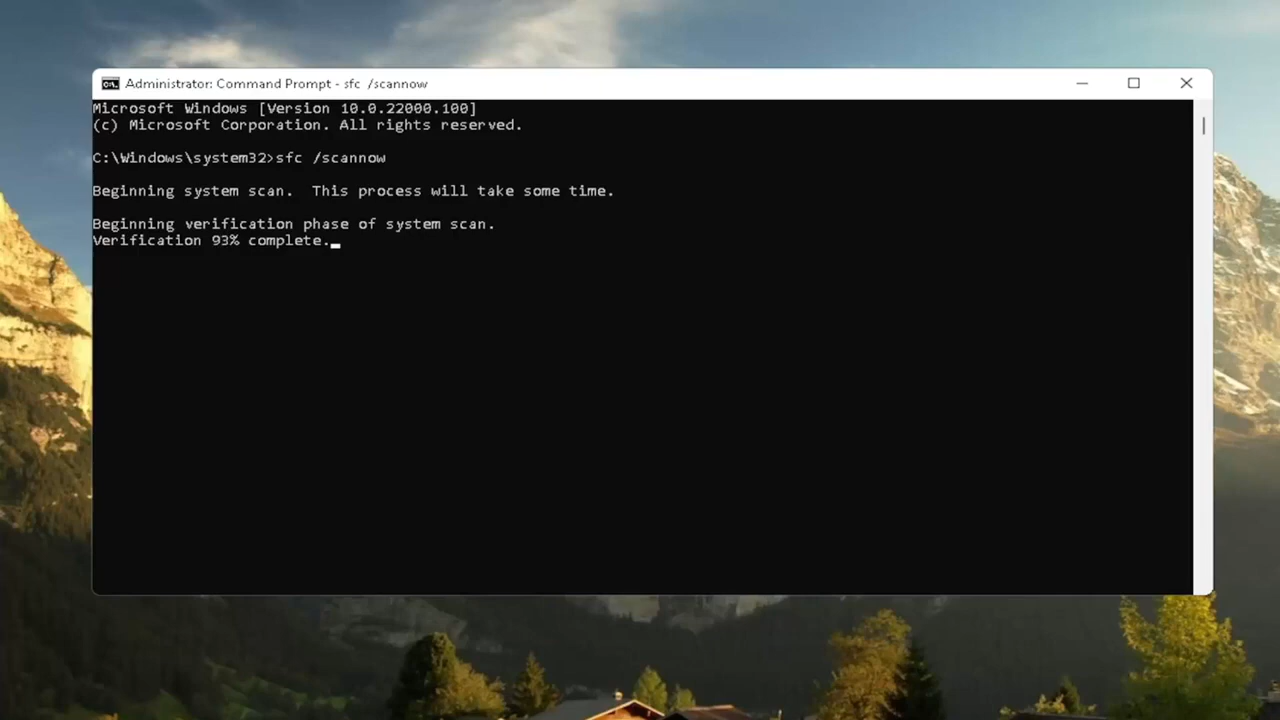 Administrator: Command Prompt - sfc  /scannow
Microsoft Windows [Version 10.0.22000.100]
(c) Microsoft Corporation. All rights reserved.
C:\Windows\system32>sfc /scannow
Beginning system scan.  This process will take some time.
Beginning verification phase of system scan.
Verification 93% complete.